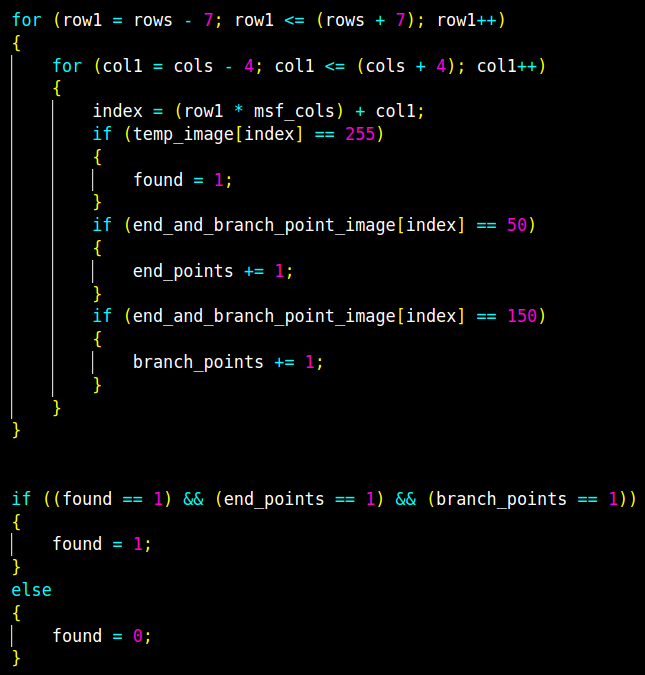 for (row1 = rows - 7; row1 <= (rows + 7); row1++)
{
    for (col1 = cols - 4; col1 <= (cols + 4); col1++)
    {
        index = (row1 * msf_cols) + col1;
        if (temp_image[index] == 255)
        {
            found = 1;
        }
        if (end_and_branch_point_image[index] == 50)
        {
            end_points += 1;
        }
        if (end_and_branch_point_image[index] == 150)
        {
            branch_points += 1;
        }
    }
}
if ((found == 1) && (end_points == 1) && (branch_points == 1))
{
    found = 1;
}
else
{
    found = 0;
}